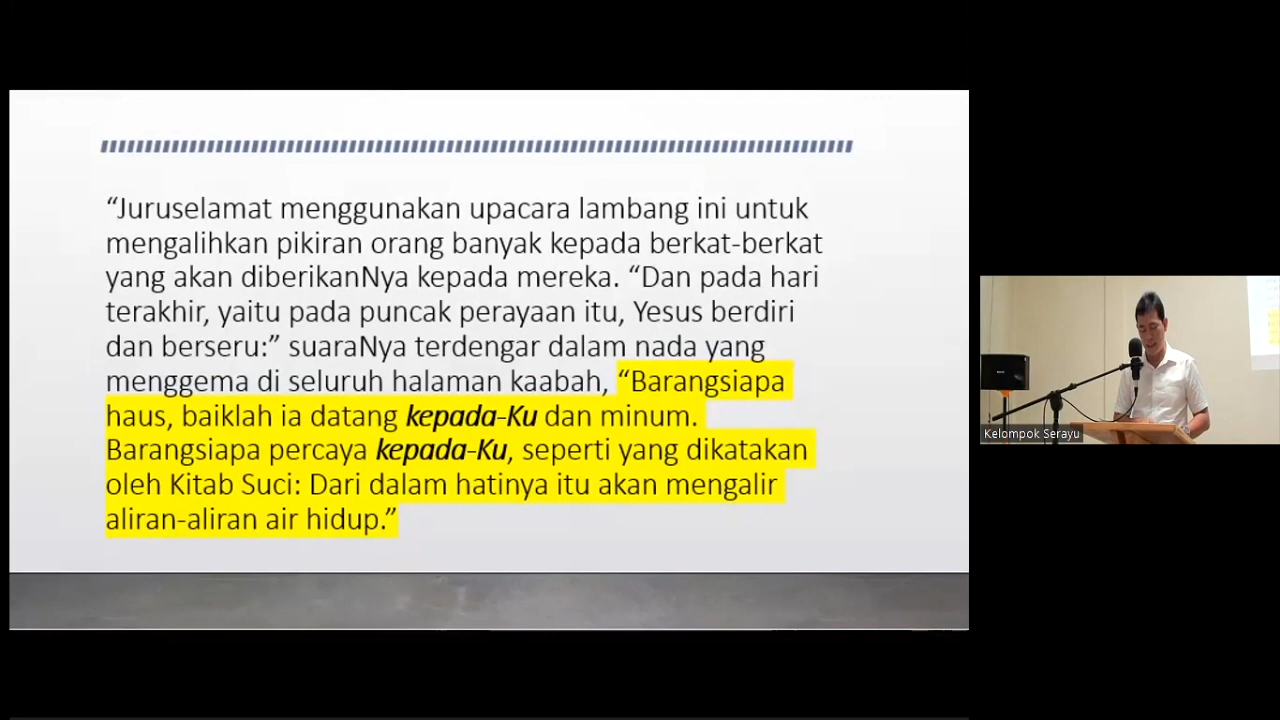 “Juruselamat menggunakan upacara lambang ini untuk
mengalihkan pikiran orang banyak kepada berkat-berkat
yang akan diberikanNya kepada mereka. “Dan pada hari
terakhir, yaitu pada puncak perayaan itu, Yesus berdiri
dan berseru:” suaraNya terdengar dalam nada yang
menggema di seluruh halaman kaabah, “Barangsiapa
haus, baiklah ia datang kepada-Ku dan minum.
Barangsiapa percaya kepada-Ku, seperti yang dikatakan
oleh Kitab Suci: Dari dalam hatinya itu akan mengalir
aliran-aliran air hidup.”
Kelompok Serayu